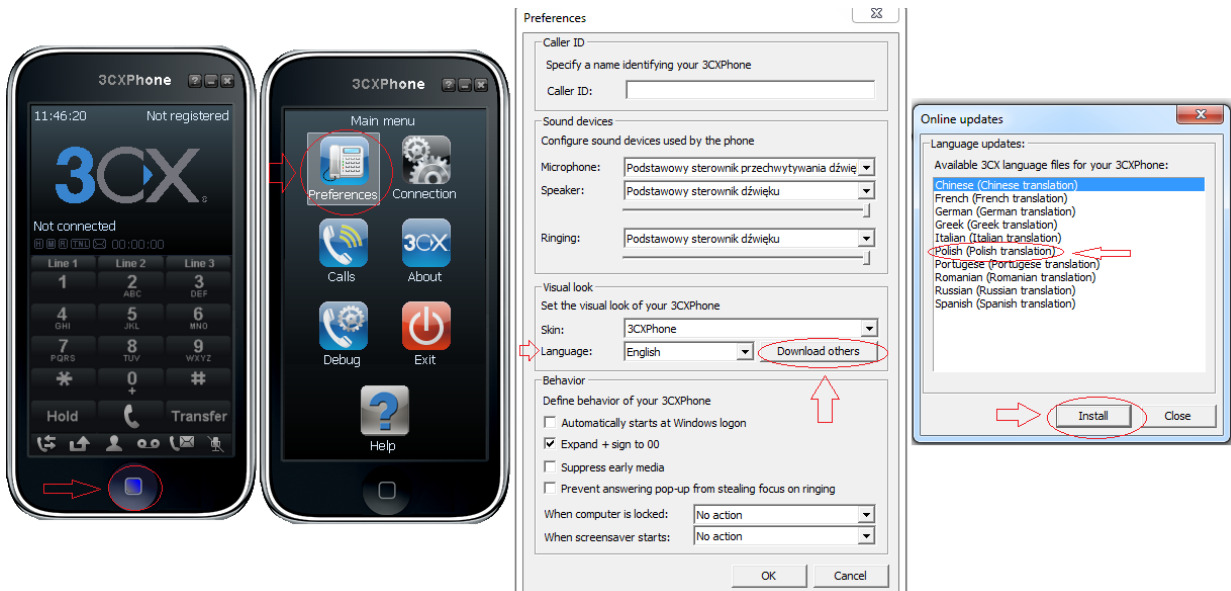 3CXPhone
11:46:20 Not registered
3CX
Not connected
H M R TNL 00:00:00
Line 1 Line 2 Line 3
1 2 3
ABC DEF
4 5 6
GHI JKL MNO
7 8 9
PQRS TUV WXYZ
* 0 #
+
Hold Transfer
3CXPhone
Main menu
Preferences Connection
3CX
Calls About
Debug Exit
Help
Preferences
Caller ID
Specify a name identifying your 3CXPhone
Caller ID:
Sound devices
Configure sound devices used by the phone
Microphone: Podstawowy sterownik przechwytywania dźwię
Speaker: Podstawowy sterownik dźwięku
Ringing: Podstawowy sterownik dźwięku
Visual look
Set the visual look of your 3CXPhone
Skin: 3CXPhone
Language: English Download others
Behavior
Define behavior of your 3CXPhone
Automatically starts at Windows logon
Expand + sign to 00
Suppress early media
Prevent answering pop-up from stealing focus on ringing
When computer is locked: No action
When screensaver starts: No action
OK Cancel
Online updates
Language updates:
Available 3CX language files for your 3CXPhone:
Chinese (Chinese translation)
French (French translation)
German (German translation)
Greek (Greek translation)
Italian (Italian translation)
Polish (Polish translation)
Portugese (Portugese translation)
Romanian (Romanian translation)
Russian (Russian translation)
Spanish (Spanish translation)
Install Close